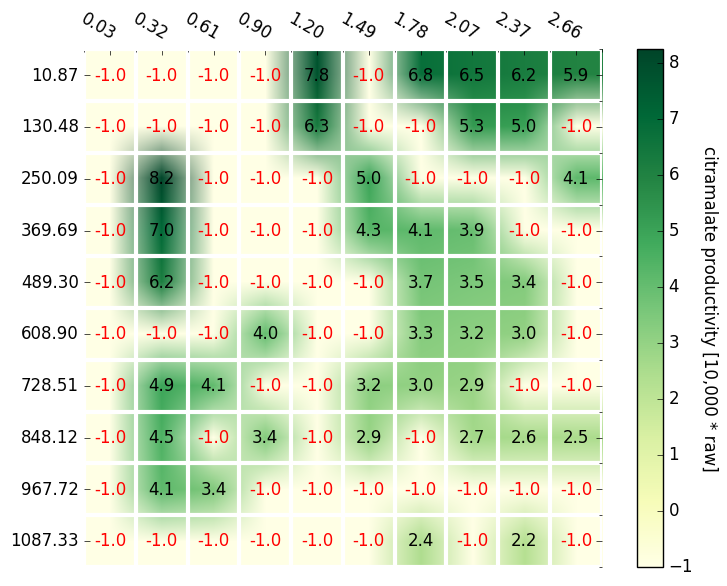 0.03 0.32 0.61 0.90 1.20 1.49 1.78 2.07 2.37 2.66
10.87 -1.0 -1.0 -1.0 -1.0 7.8 -1.0 6.8 6.5 6.2 5.9
130.48 -1.0 -1.0 -1.0 -1.0 6.3 -1.0 -1.0 5.3 5.0 -1.0
250.09 -1.0 8.2 -1.0 -1.0 -1.0 5.0 -1.0 -1.0 -1.0 4.1
369.69 -1.0 7.0 -1.0 -1.0 -1.0 4.3 4.1 3.9 -1.0 -1.0
489.30 -1.0 6.2 -1.0 -1.0 -1.0 -1.0 3.7 3.5 3.4 -1.0
608.90 -1.0 -1.0 -1.0 4.0 -1.0 -1.0 3.3 3.2 3.0 -1.0
728.51 -1.0 4.9 4.1 -1.0 -1.0 3.2 3.0 2.9 -1.0 -1.0
848.12 -1.0 4.5 -1.0 3.4 -1.0 2.9 -1.0 2.7 2.6 2.5
967.72 -1.0 4.1 3.4 -1.0 -1.0 -1.0 -1.0 -1.0 -1.0 -1.0
1087.33 -1.0 -1.0 -1.0 -1.0 -1.0 -1.0 2.4 -1.0 2.2 -1.0
8
7
6
5
4
3
2
1
0
−1
citramalate productivity [10,000 * raw]